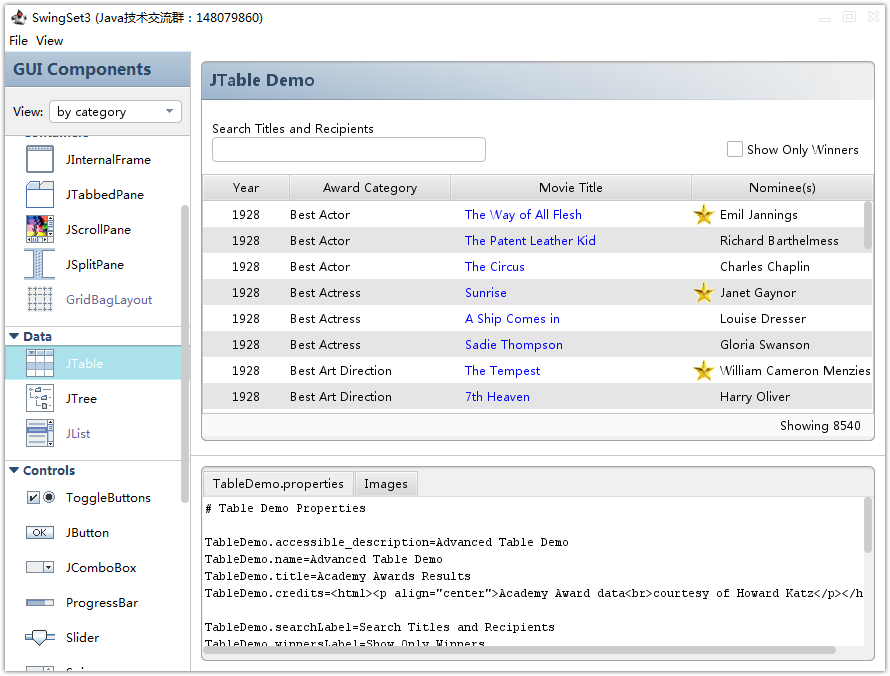 SwingSet3 (Java技术交流群：148079860)
File View
GUI Components
View: by category
JInternalFrame
JTabbedPane
JScrollPane
JSplitPane
GridBagLayout
Data
JTable
JTree
JList
Controls
ToggleButtons
OK JButton
JComboBox
ProgressBar
Slider
JTable Demo
Search Titles and Recipients
Show Only Winners
Year Award Category Movie Title Nominee(s)
1928 Best Actor The Way of All Flesh Emil Jannings
1928 Best Actor The Patent Leather Kid Richard Barthelmess
1928 Best Actor The Circus Charles Chaplin
1928 Best Actress Sunrise Janet Gaynor
1928 Best Actress A Ship Comes in Louise Dresser
1928 Best Actress Sadie Thompson Gloria Swanson
1928 Best Art Direction The Tempest William Cameron Menzies
1928 Best Art Direction 7th Heaven Harry Oliver
Showing 8540
TableDemo.properties Images
# Table Demo Properties
TableDemo.accessible_description=Advanced Table Demo
TableDemo.name=Advanced Table Demo
TableDemo.title=Academy Awards Results
TableDemo.credits=<html><p align="center">Academy Award data<br>courtesy of Howard Katz</p></h
TableDemo.searchLabel=Search Titles and Recipients
TableDemo.winnersLabel=Show Only Winners